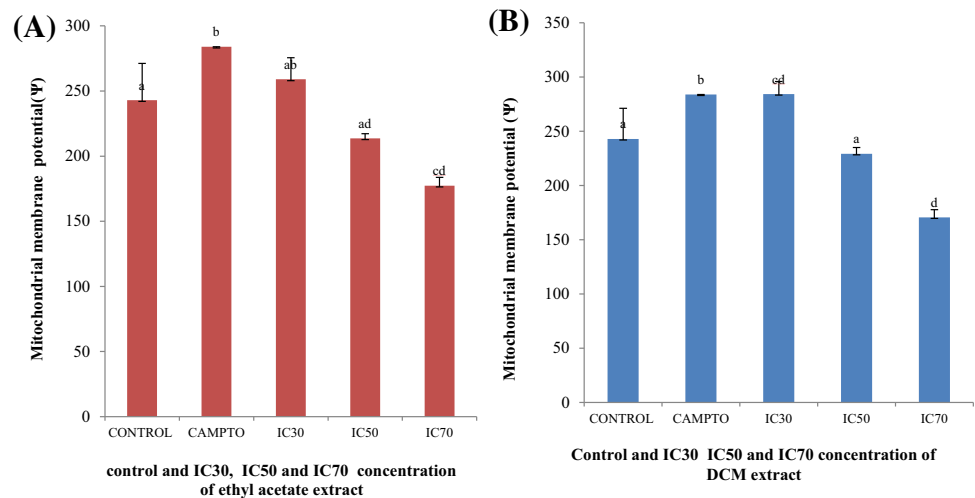 (A)
Mitochondrial membrane potential(Ψ)
300
250
200
150
100
50
0
a
b
ab
ad
cd
CONTROL CAMPTO IC30 IC50 IC70
control and IC30, IC50 and IC70 concentration
of ethyl acetate extract
(B)
Mitochondrial membrane potential (Ψ)
350
300
250
200
150
100
50
0
a
b
cd
a
d
CONTROL CAMPTO IC30 IC50 IC70
Control and IC30 IC50 and IC70 concentration of
DCM extract